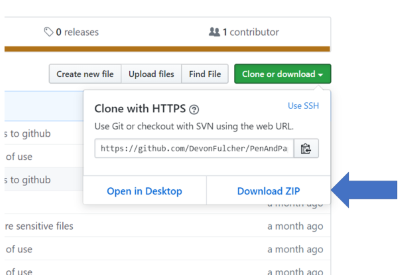 0 releases
1 contributor
Create new file Upload files Find File Clone or download
Clone with HTTPS Use SSH
Use Git or checkout with SVN using the web URL.
https://github.com/DevonFulcher/PenAndPa
s to github
of use
s to github
Open in Desktop Download ZIP
a month ago
re sensitive files a month ago
of use a month ago
of use a month ago